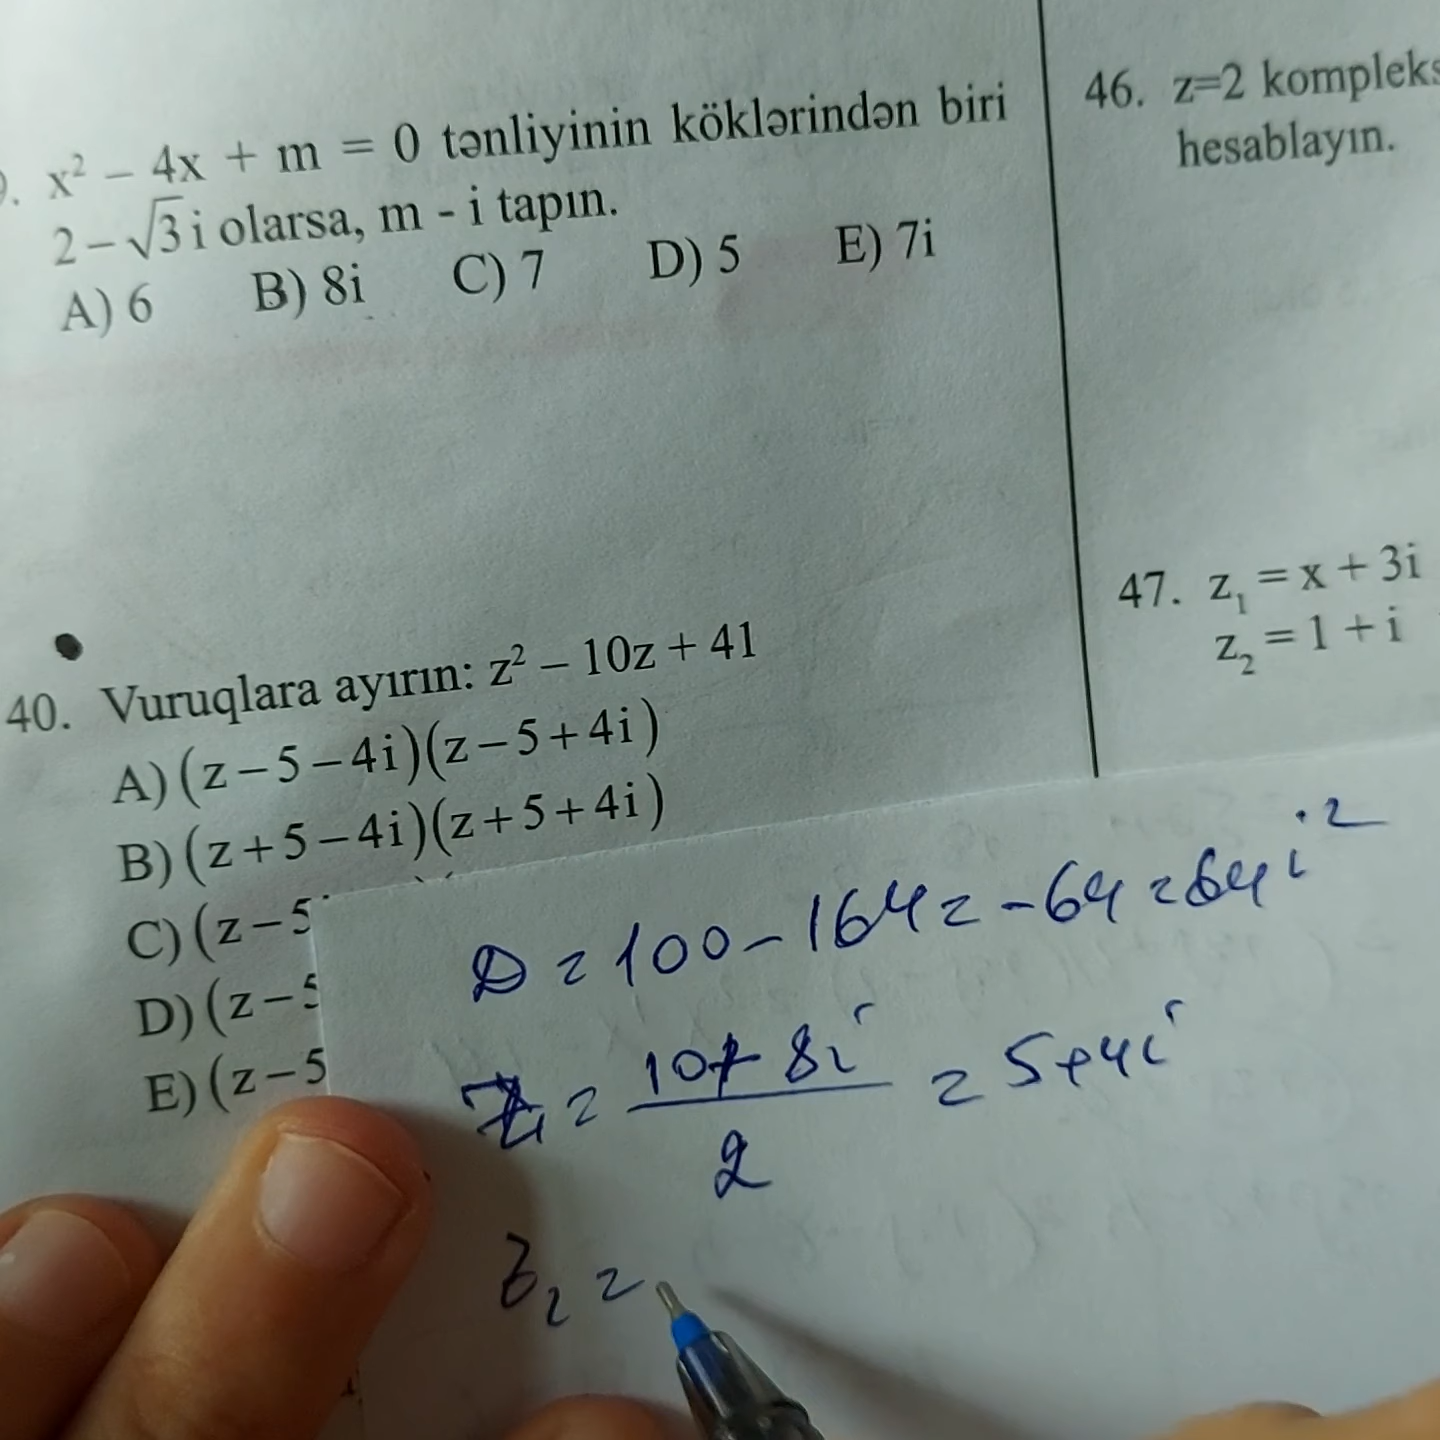 ). x² – 4x + m = 0 tənliyinin köklərindən biri
2 – √3 i olarsa, m - i tapın.
A) 6 B) 8i C) 7 D) 5 E) 7i
40. Vuruqlara ayırın: z² – 10z + 41
A) (z – 5 – 4i)(z – 5 + 4i)
B) (z + 5 – 4i)(z + 5 + 4i)
C) (z – 5
D) (z – 5
E) (z – 5
46. z=2 kompleks
hesablayın.
47. z₁ = x + 3i
z₂ = 1 + i
D = 100 - 164 = -64 = 64i²
z₁ = (10 + 8i)/2 = 5+4i
z₂ =